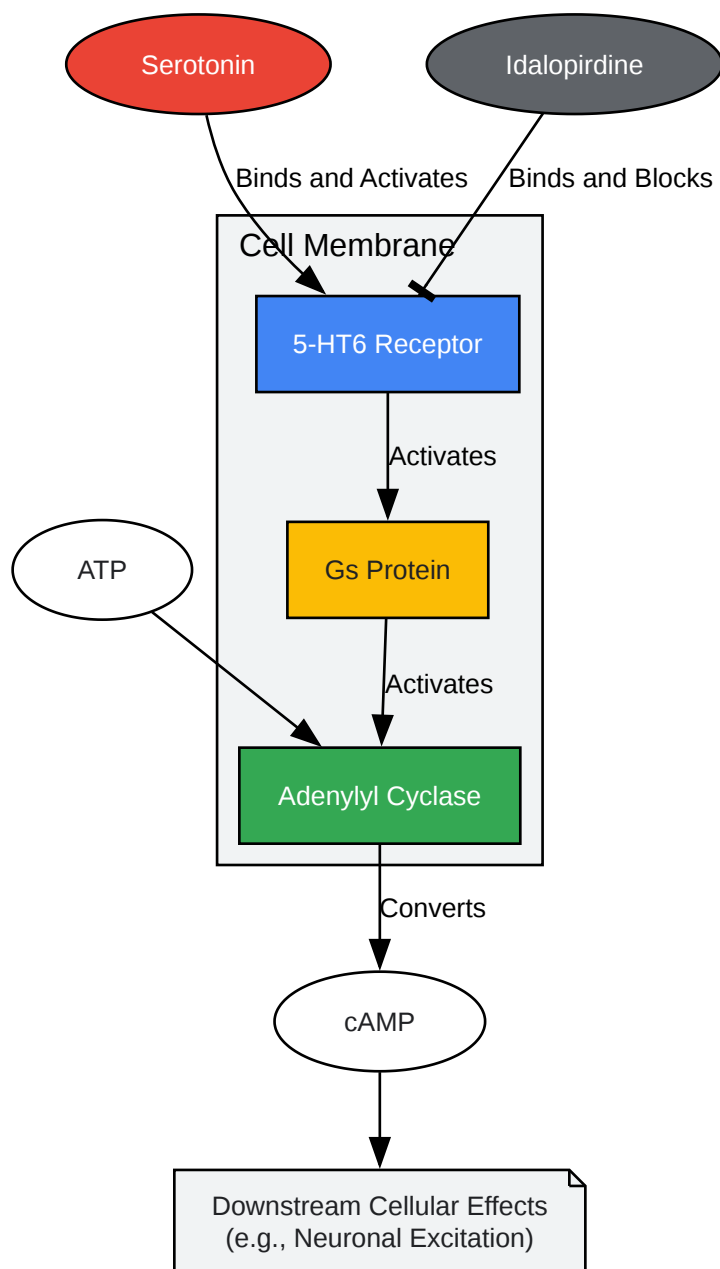 Serotonin
Idalopirdine
Binds and Activates
Binds and Blocks
Cell Membrane
5-HT6 Receptor
Activates
ATP
Gs Protein
Activates
Adenylyl Cyclase
Converts
cAMP
Downstream Cellular Effects
(e.g., Neuronal Excitation)